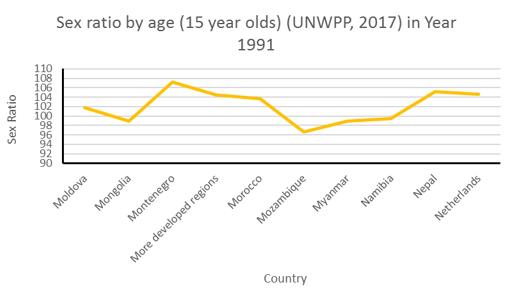 Sex ratio by age (15 year olds) (UNWPP, 2017) in Year
1991
Sex Ratio
110
108
106
104
102
100
98
96
94
92
90
Moldova
Mongolia
Montenegro
More developed regions
Morocco
Mozambique
Myanmar
Namibia
Nepal
Netherlands
Country